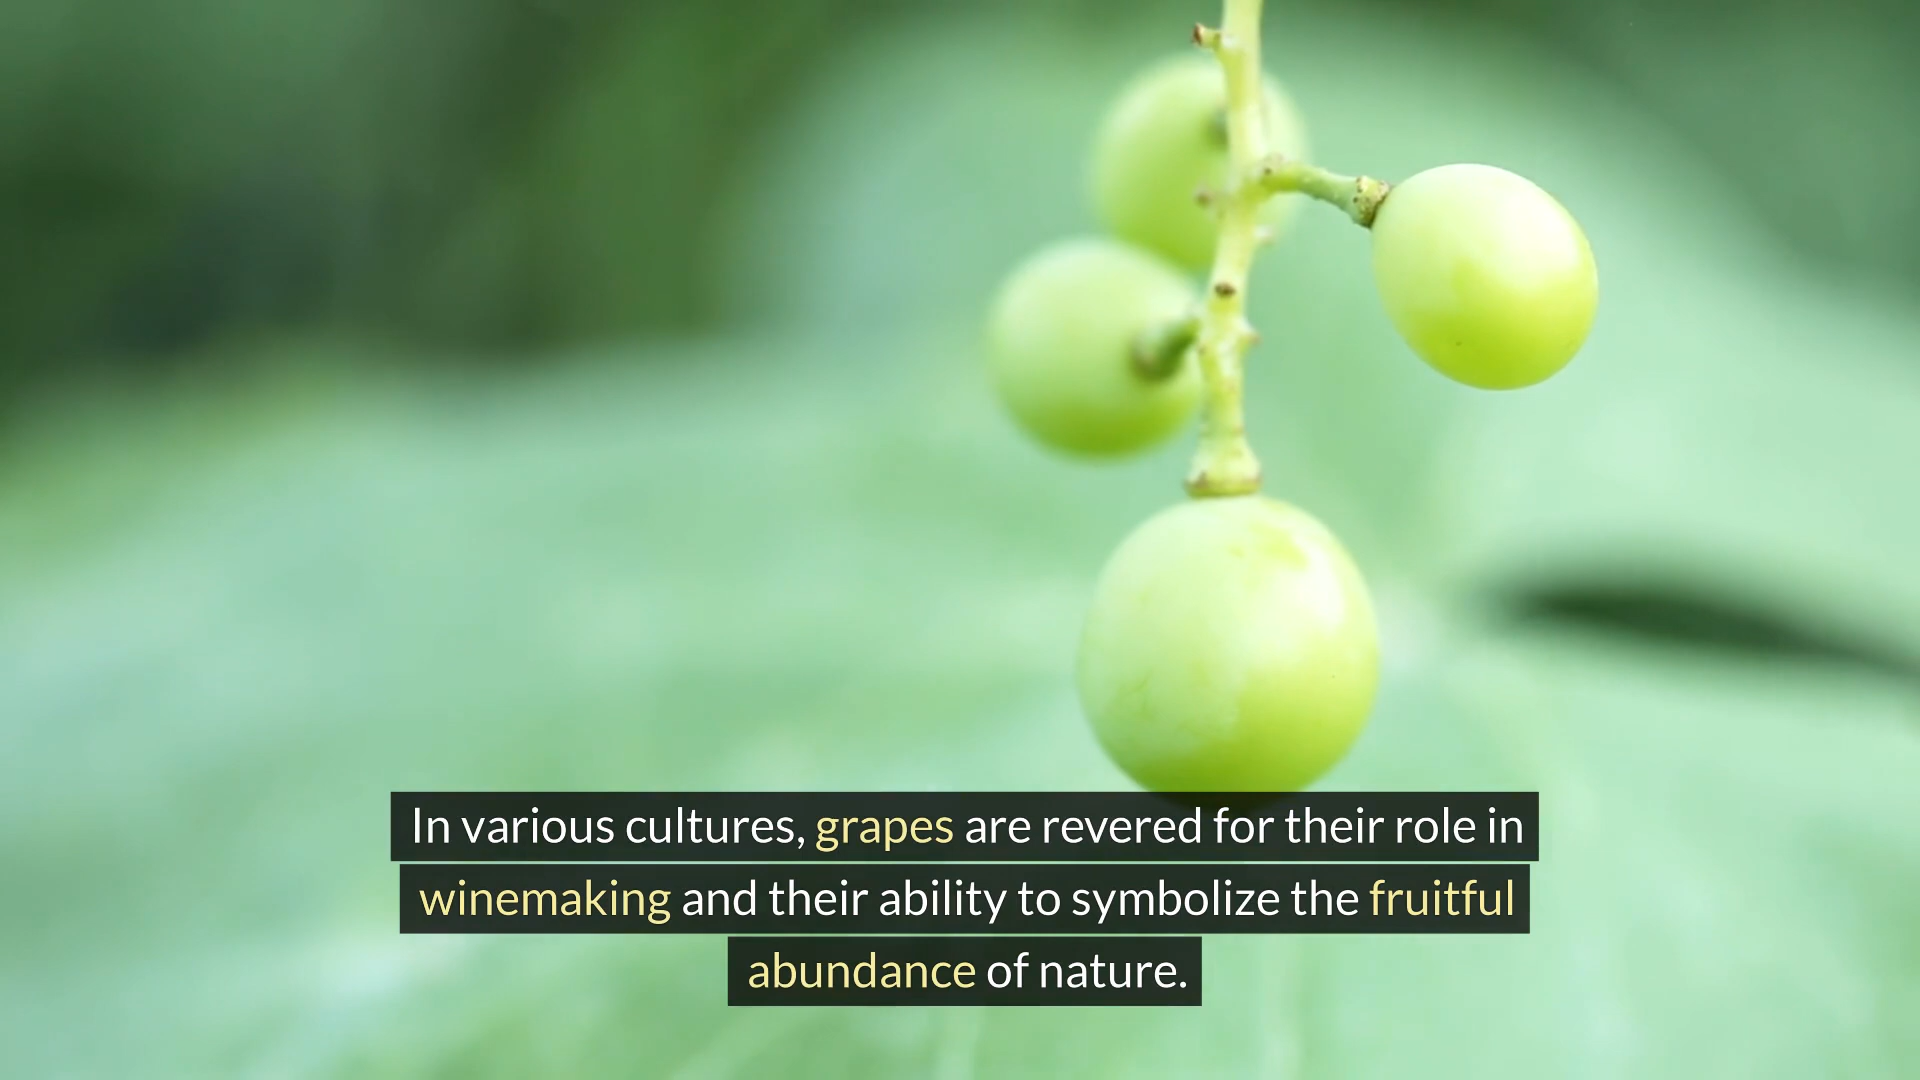 In various cultures, grapes are revered for their role in
winemaking and their ability to symbolize the fruitful
abundance of nature.